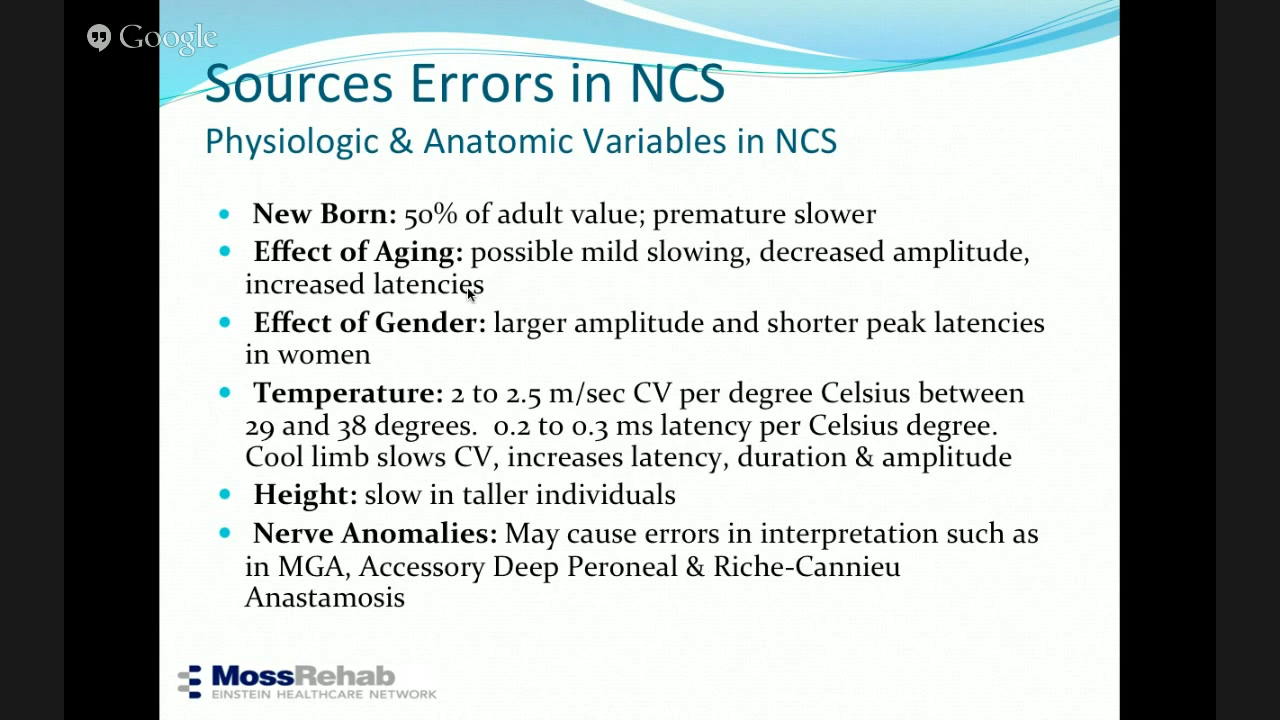 Google
Sources Errors in NCS
Physiologic & Anatomic Variables in NCS
• New Born: 50% of adult value; premature slower
• Effect of Aging: possible mild slowing, decreased amplitude,
increased latencies
• Effect of Gender: larger amplitude and shorter peak latencies
in women
• Temperature: 2 to 2.5 m/sec CV per degree Celsius between
29 and 38 degrees.  0.2 to 0.3 ms latency per Celsius degree.
Cool limb slows CV, increases latency, duration & amplitude
• Height: slow in taller individuals
• Nerve Anomalies: May cause errors in interpretation such as
in MGA, Accessory Deep Peroneal & Riche-Cannieu
Anastamosis
MossRehab
EINSTEIN HEALTHCARE NETWORK